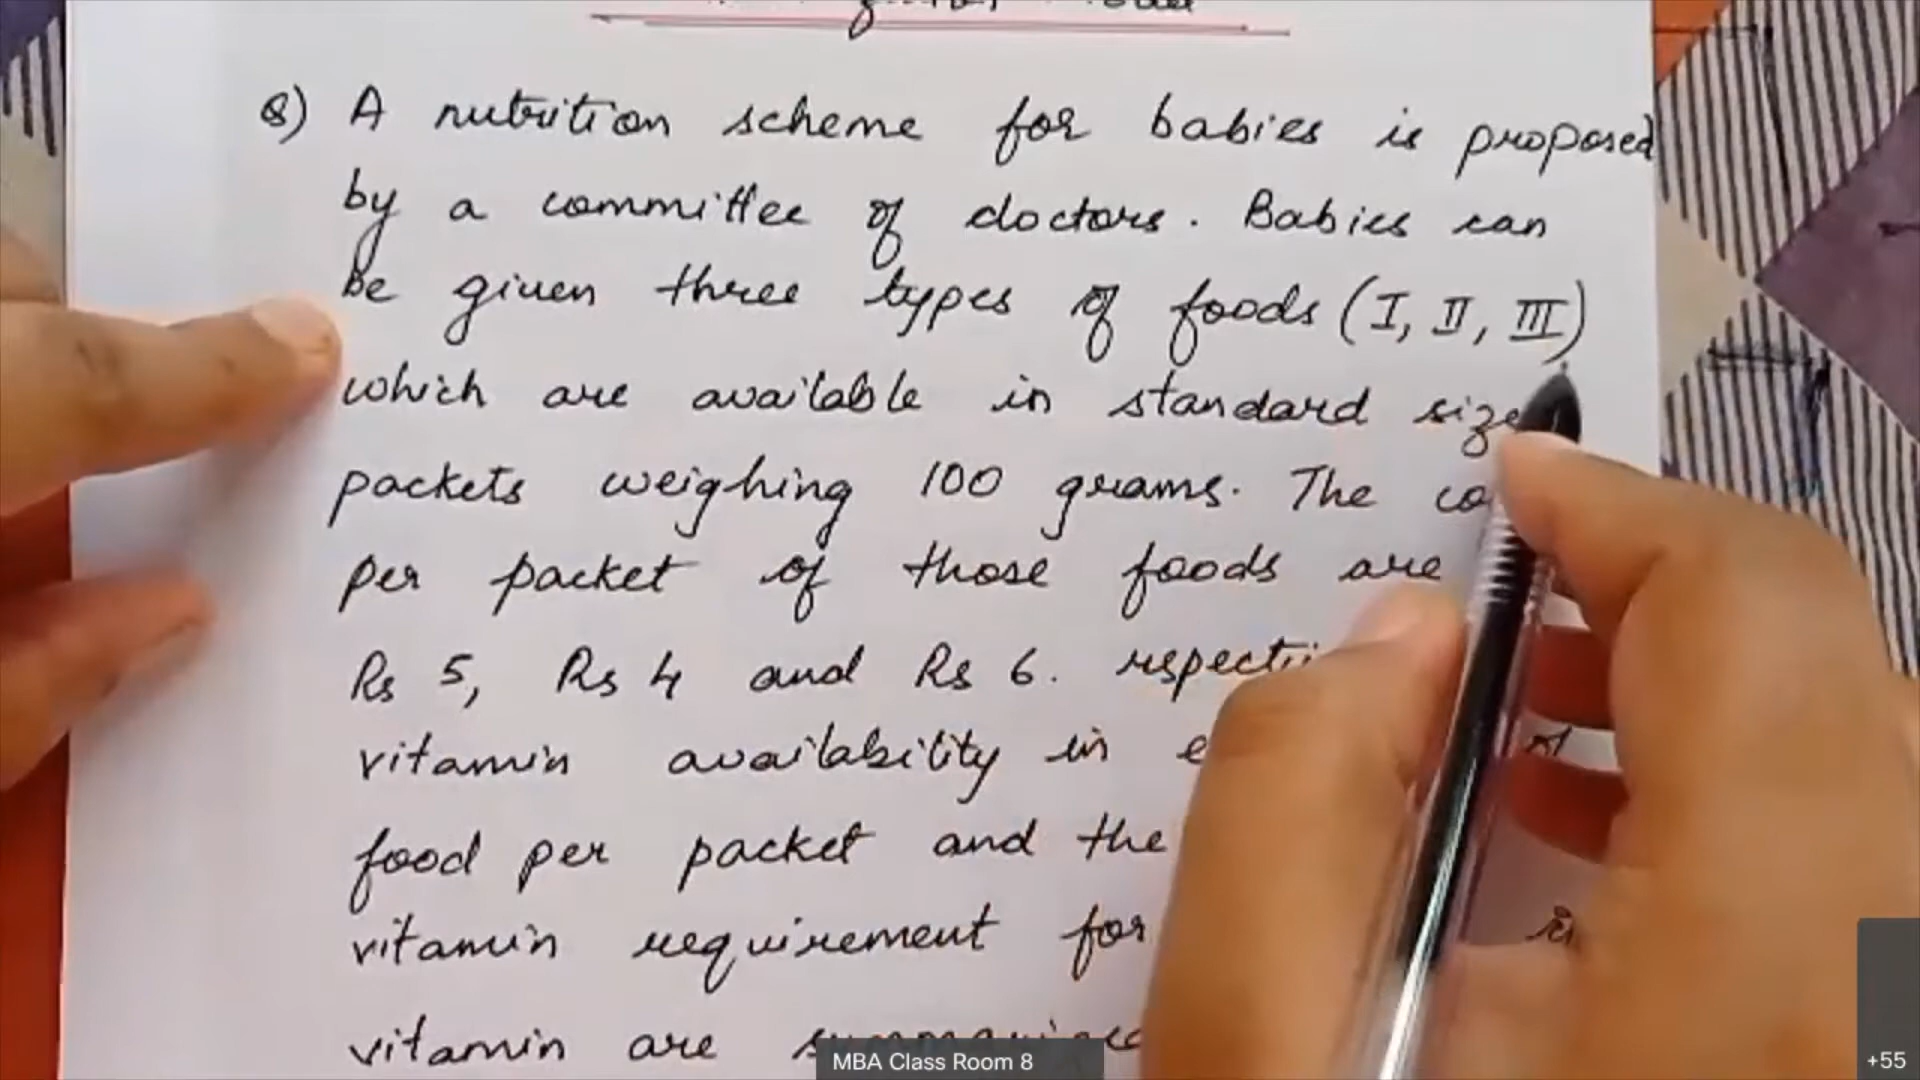 Q) A nutrition scheme for babies is proposed
by a committee of doctors. Babies can
be given three types of foods (I, II, III)
which are available in standard size
packets weighing 100 grams. The
per packet of those foods are
Rs 5, Rs 4 and Rs 6.
vitamin availability in
food per packet and the
vitamin requirement for
vitamin are
MBA Class Room 8
+55